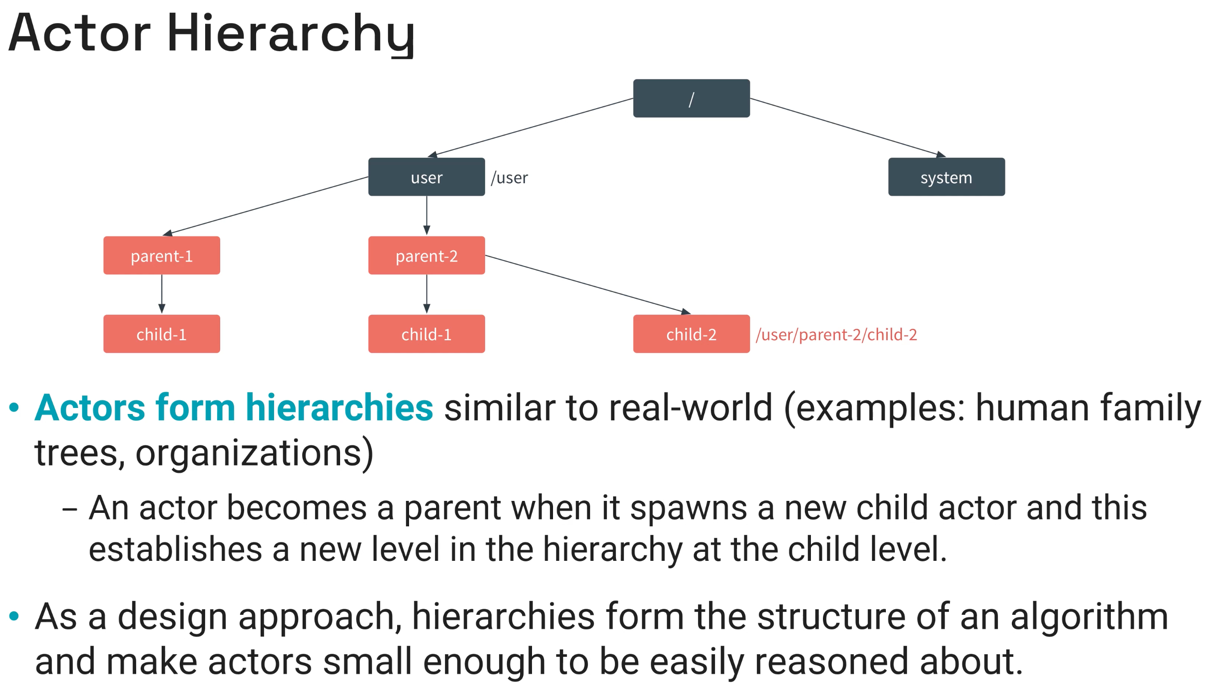 Actor Hierarchy
/
user /user
system
parent-1
parent-2
child-1
child-1
child-2 /user/parent-2/child-2
• Actors form hierarchies similar to real-world (examples: human family
trees, organizations)
– An actor becomes a parent when it spawns a new child actor and this
establishes a new level in the hierarchy at the child level.
• As a design approach, hierarchies form the structure of an algorithm
and make actors small enough to be easily reasoned about.